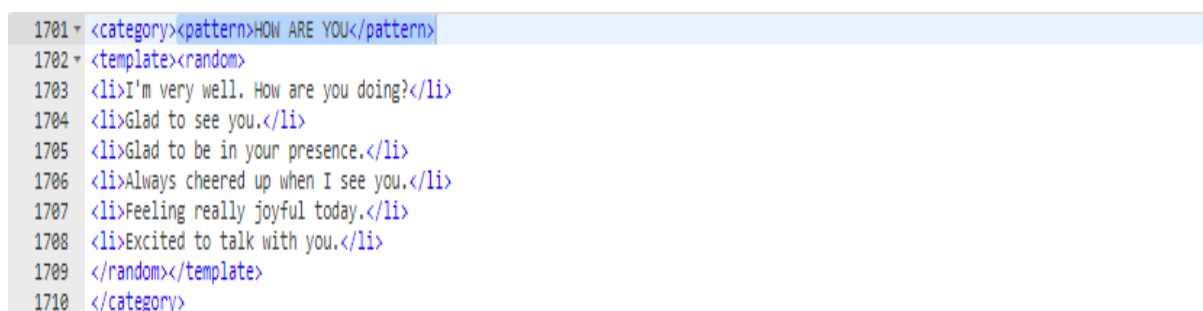 1701 <category><pattern>HOW ARE YOU</pattern>
1702 <template><random>
1703 <li>I'm very well. How are you doing?</li>
1704 <li>Glad to see you.</li>
1705 <li>Glad to be in your presence.</li>
1706 <li>Always cheered up when I see you.</li>
1707 <li>Feeling really joyful today.</li>
1708 <li>Excited to talk with you.</li>
1709 </random></template>
1710 </category>